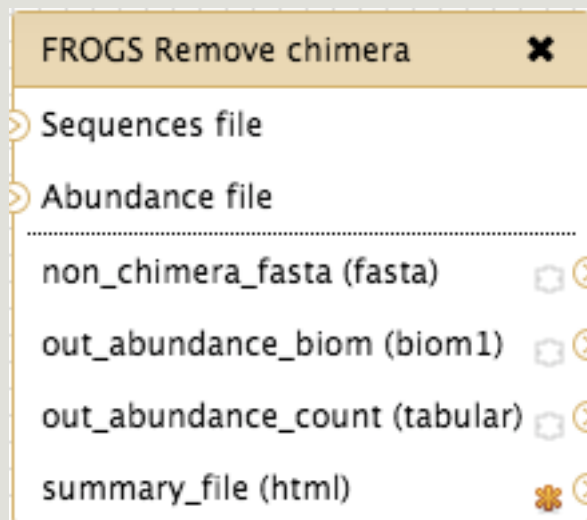 FROGS Remove chimera
Sequences file
Abundance file
non_chimera_fasta (fasta)
out_abundance_biom (biom1)
out_abundance_count (tabular)
summary_file (html)